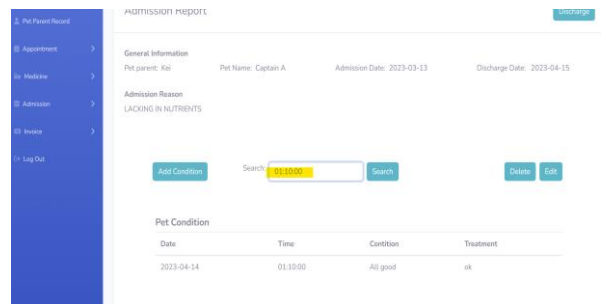 Admission Report
Discharge
Pet Parent Record
Appointment
Medicine
Admission
Invoice
Log Out
General Information
Pet parent: Kai Pet Name: Captain A Admission Date: 2023-03-13 Discharge Date: 2023-04-15
Admission Reason
LACKING IN NUTRIENTS
Add Condition Search: 01:10:00 Search Delete Edit
Pet Condition
Date Time Contition Treatment
2023-04-14 01:10:00 All good ok